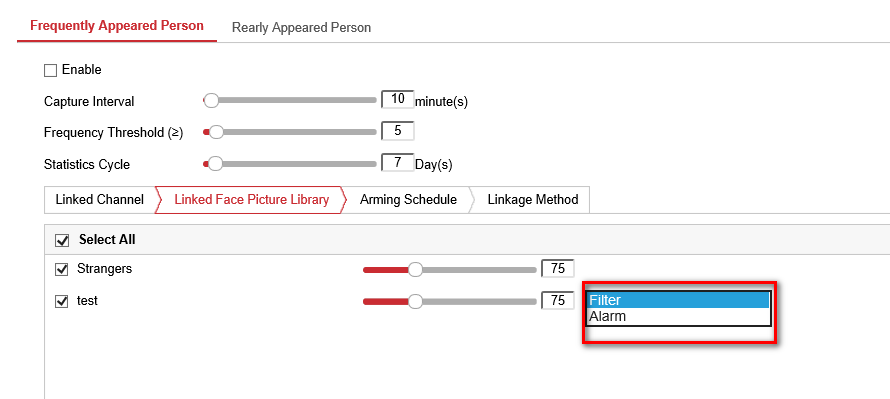 Frequently Appeared Person Rearly Appeared Person
Enable
Capture Interval 10 minute(s)
Frequency Threshold (≥) 5
Statistics Cycle 7 Day(s)
Linked Channel Linked Face Picture Library Arming Schedule Linkage Method
Select All
Strangers 75
test 75 Filter
Alarm